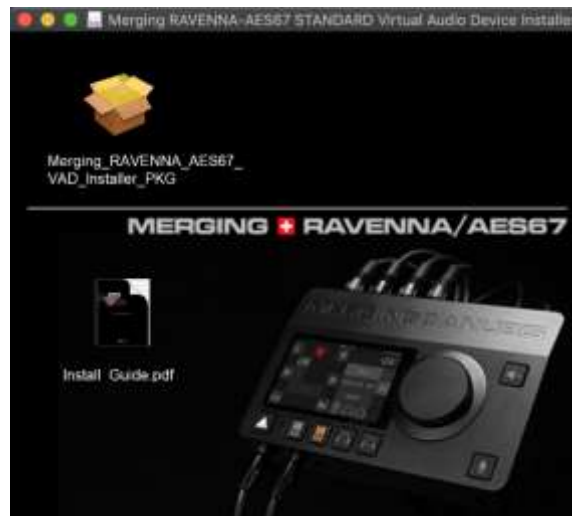 Merging RAVENNA-AES67 STANDARD Virtual Audio Device Installe
Merging_RAVENNA_AES67_
VAD_Installer_PKG
MERGING RAVENNA/AES67
Install Guide.pdf